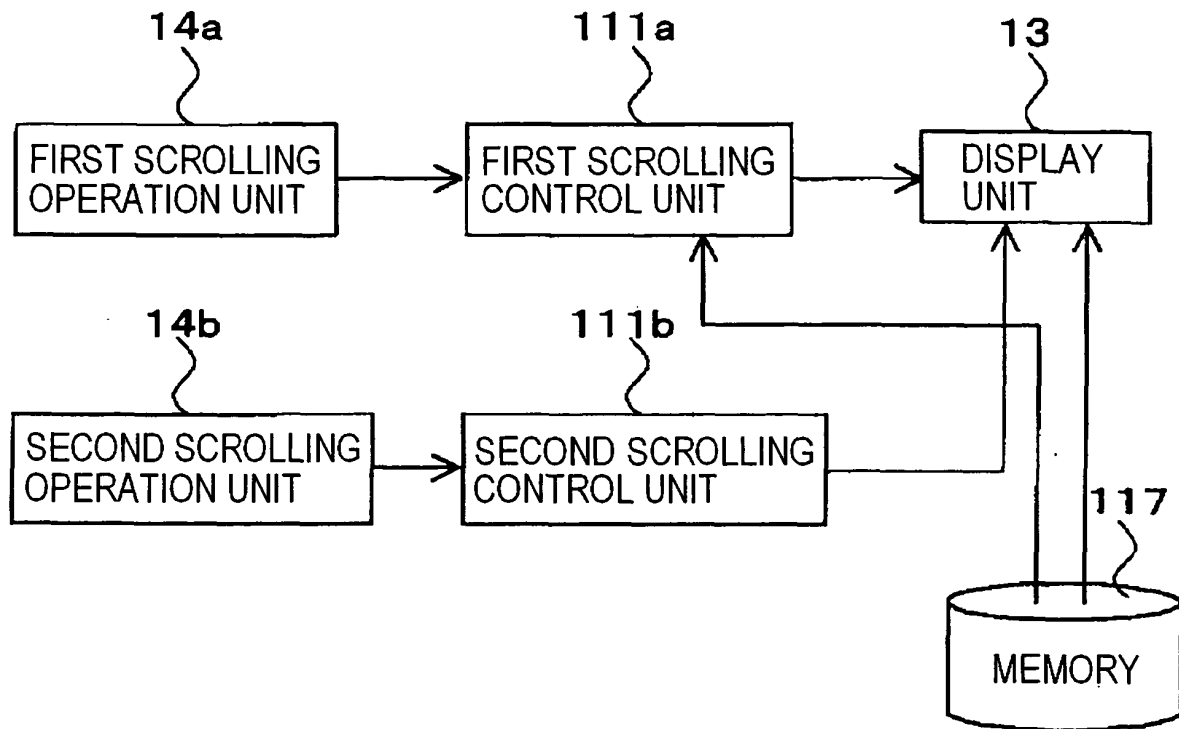 14a
111a
13
FIRST SCROLLING
OPERATION UNIT
FIRST SCROLLING
CONTROL UNIT
DISPLAY
UNIT
14b
111b
SECOND SCROLLING
OPERATION UNIT
SECOND SCROLLING
CONTROL UNIT
117
MEMORY